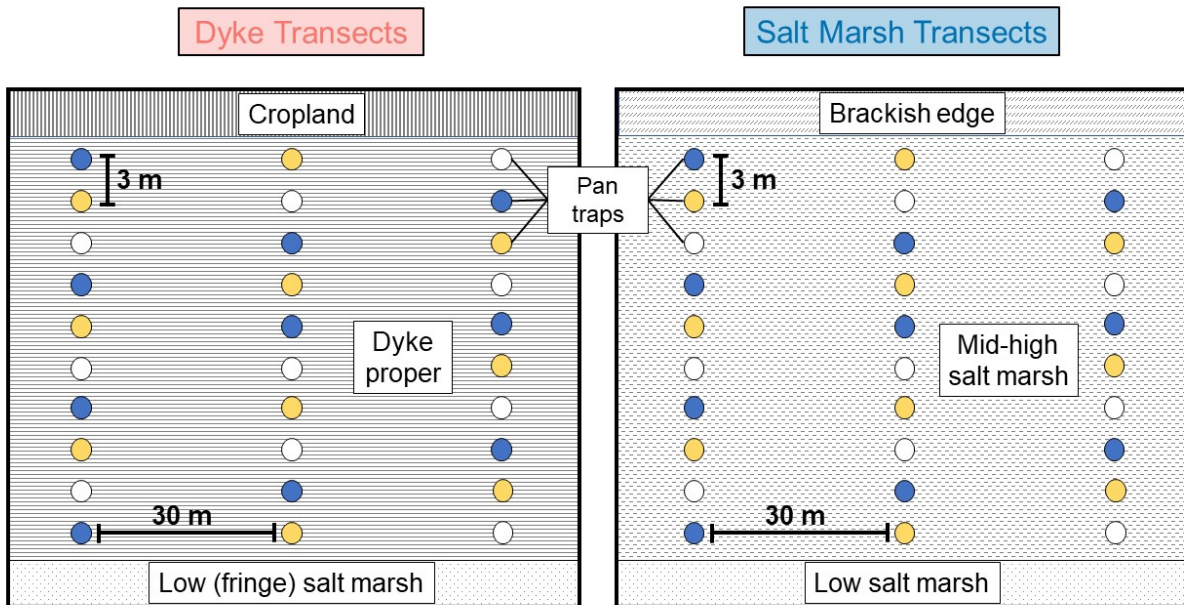 Dyke Transects
Salt Marsh Transects
Cropland
Brackish edge
3 m
Pan
traps
3 m
Dyke
proper
Mid-high
salt marsh
30 m
30 m
Low (fringe) salt marsh
Low salt marsh